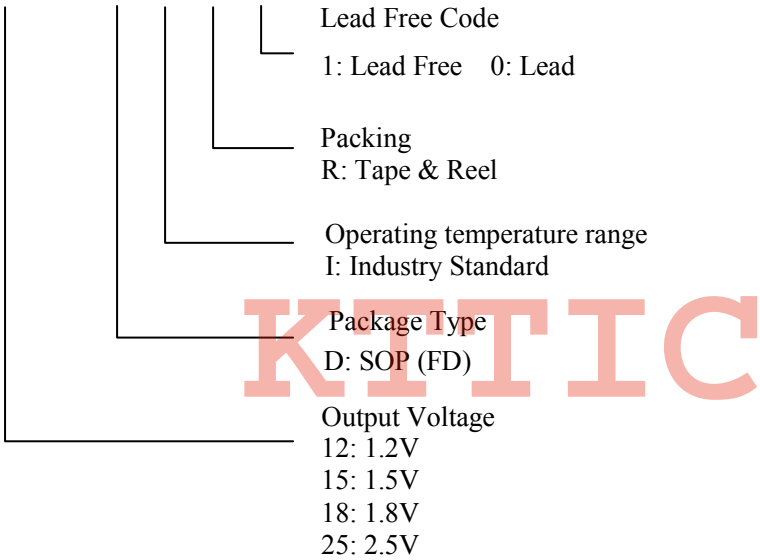 Lead Free Code
1: Lead Free 0: Lead
Packing
R: Tape & Reel
Operating temperature range
I: Industry Standard
KTTIC
Package Type
D: SOP (FD)
Output Voltage
12: 1.2V
15: 1.5V
18: 1.8V
25: 2.5V